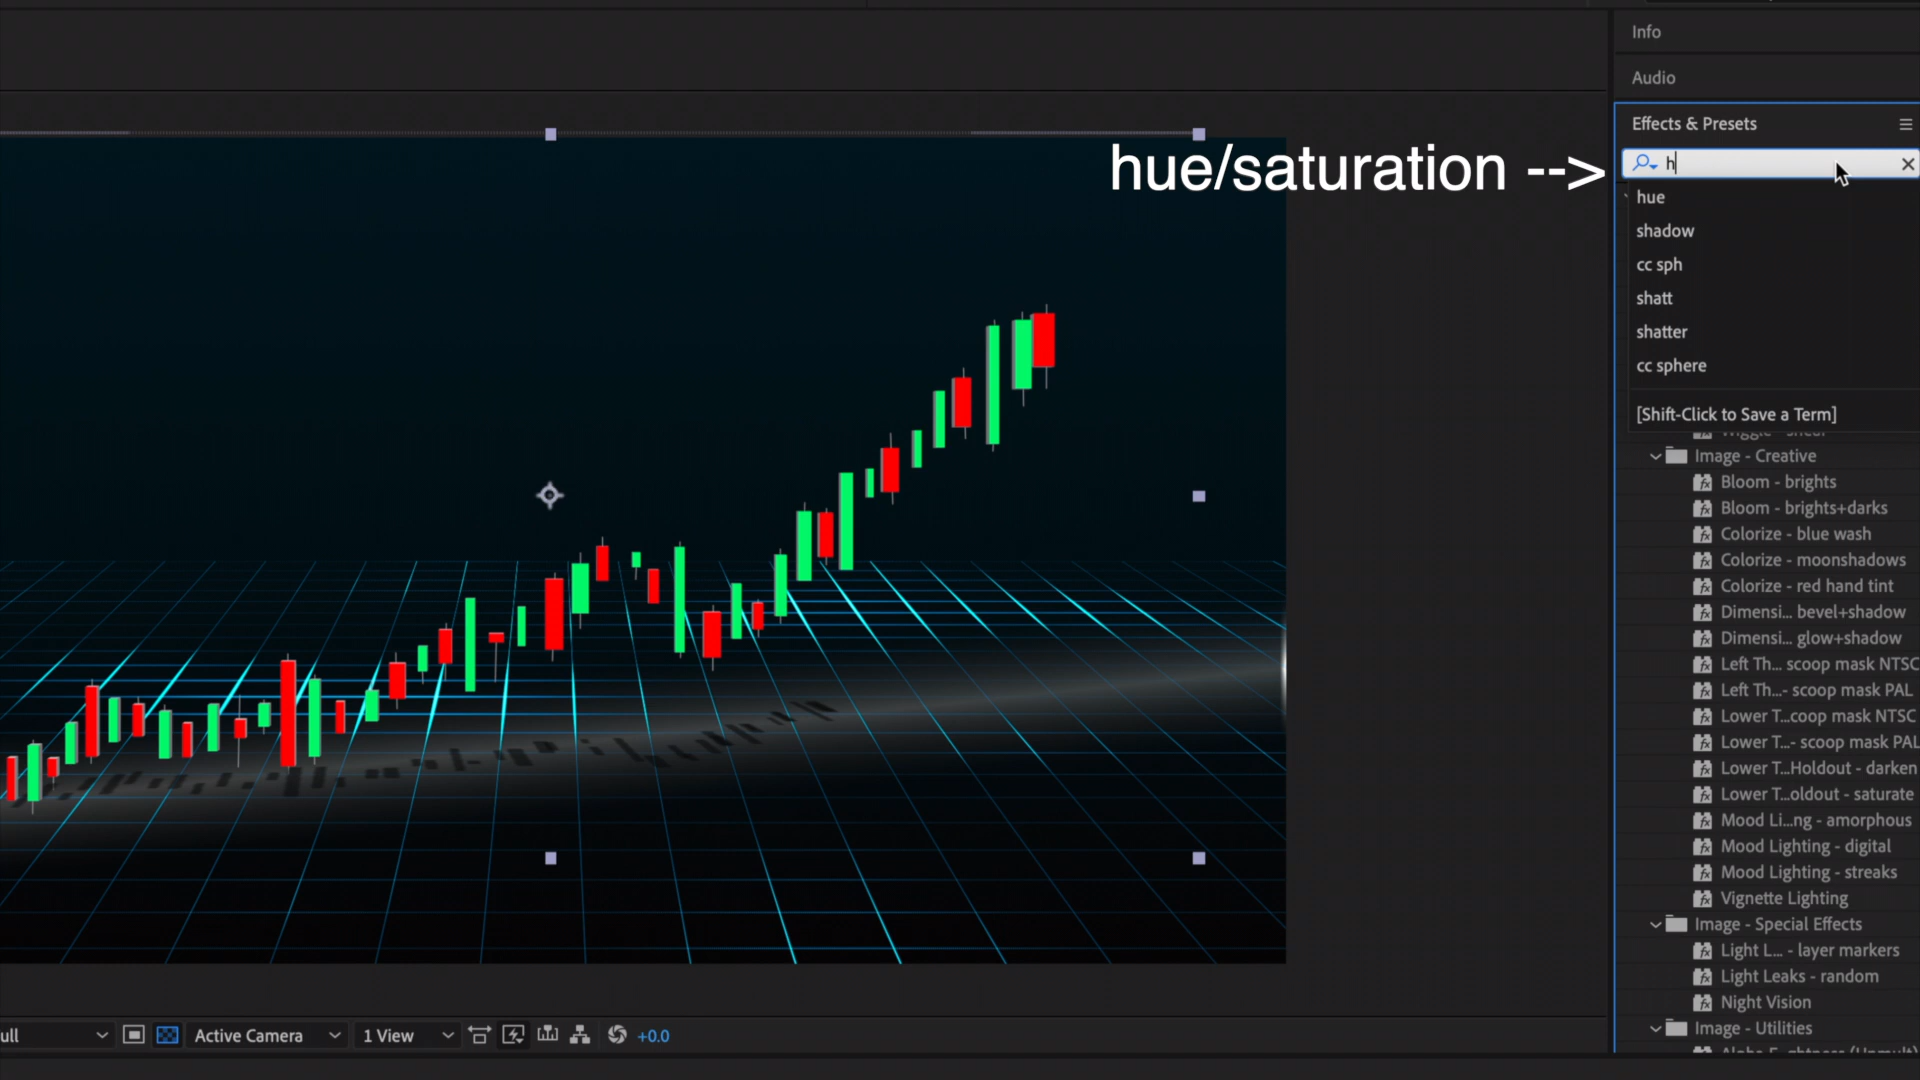 Info
Audio
Effects & Presets
hue/saturation -->
h
hue
shadow
cc sph
shatt
shatter
cc sphere
[Shift-Click to Save a Term]
Image - Creative
Bloom - brights
Bloom - brights+darks
Colorize - blue wash
Colorize - moonshadows
Colorize - red hand tint
Dimensi... bevel+shadow
Dimensi... glow+shadow
Left Th... scoop mask NTSC
Left Th...- scoop mask PAL
Lower T...coop mask NTSC
Lower T...- scoop mask PAL
Lower T...Holdout - darken
Lower T...oldout - saturate
Mood Li...ng - amorphous
Mood Lighting - digital
Mood Lighting - streaks
Vignette Lighting
Image - Special Effects
Light L... - layer markers
Light Leaks - random
Night Vision
Image - Utilities
ull
Active Camera
1 View
+0.0